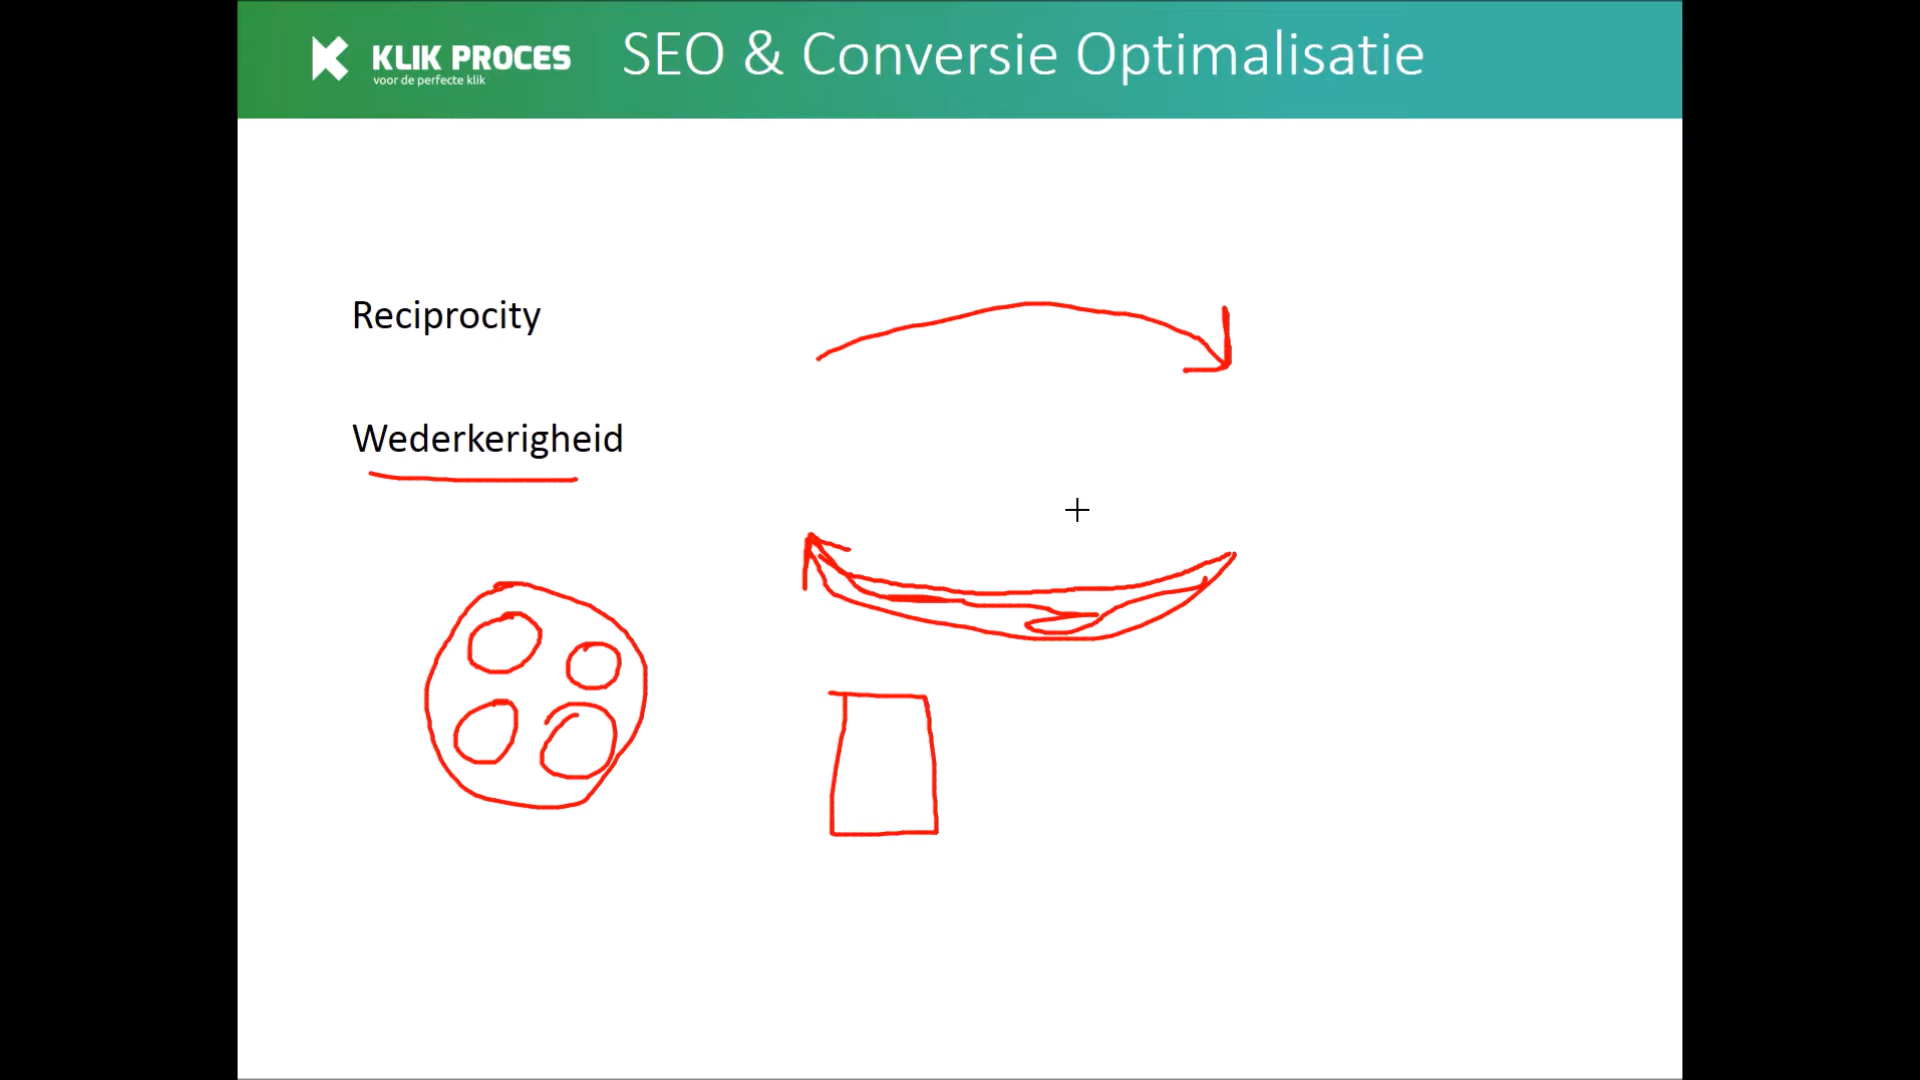 KLIK PROCES
voor de perfecte klik
SEO & Conversie Optimalisatie
Reciprocity
Wederkerigheid